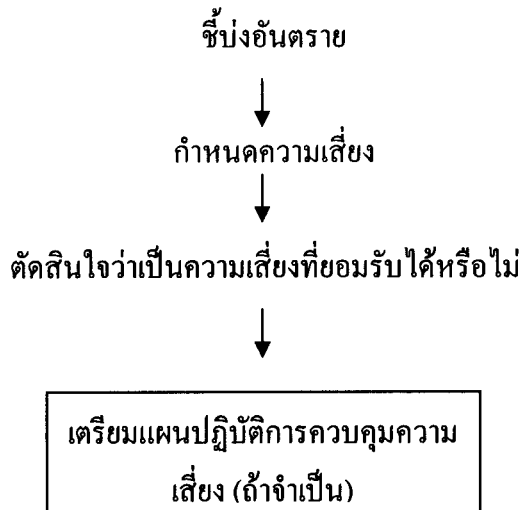 ชี้บ่งอันตราย
กำหนดความเสี่ยง
ตัดสินใจว่าเป็นความเสี่ยงที่ยอมรับได้หรือไม่
เตรียมแผนปฏิบัติการควบคุมความ
เสี่ยง (ถ้าจำเป็น)